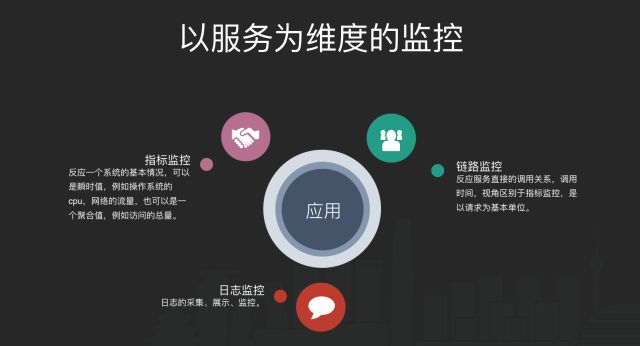 以服务为维度的监控
指标监控
反应一个系统的基本情况，可以
是瞬时值，例如操作系统的
cpu，网络的流量，也可以是一
个聚合值，例如访问的总量。
链路监控
反应服务直接的调用关系，调用
时间，视角区别于指标监控，是
以请求为基本单位。
应用
日志监控
日志的采集、展示、监控。